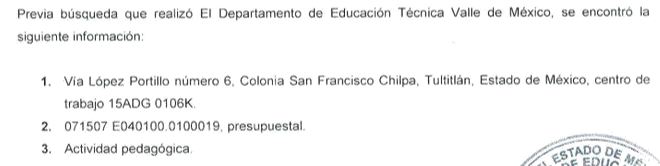 Previa búsqueda que realizó El Departamento de Educación Técnica Valle de México, se encontró la
siguiente información:
1. Vía López Portillo número 6, Colonia San Francisco Chilpa, Tultitlán, Estado de México, centro de
trabajo 15ADG 0106K.
2. 071507 E040100.0100019, presupuestal.
3. Actividad pedagógica.
ESTADO DE MÉ
DE EDUC